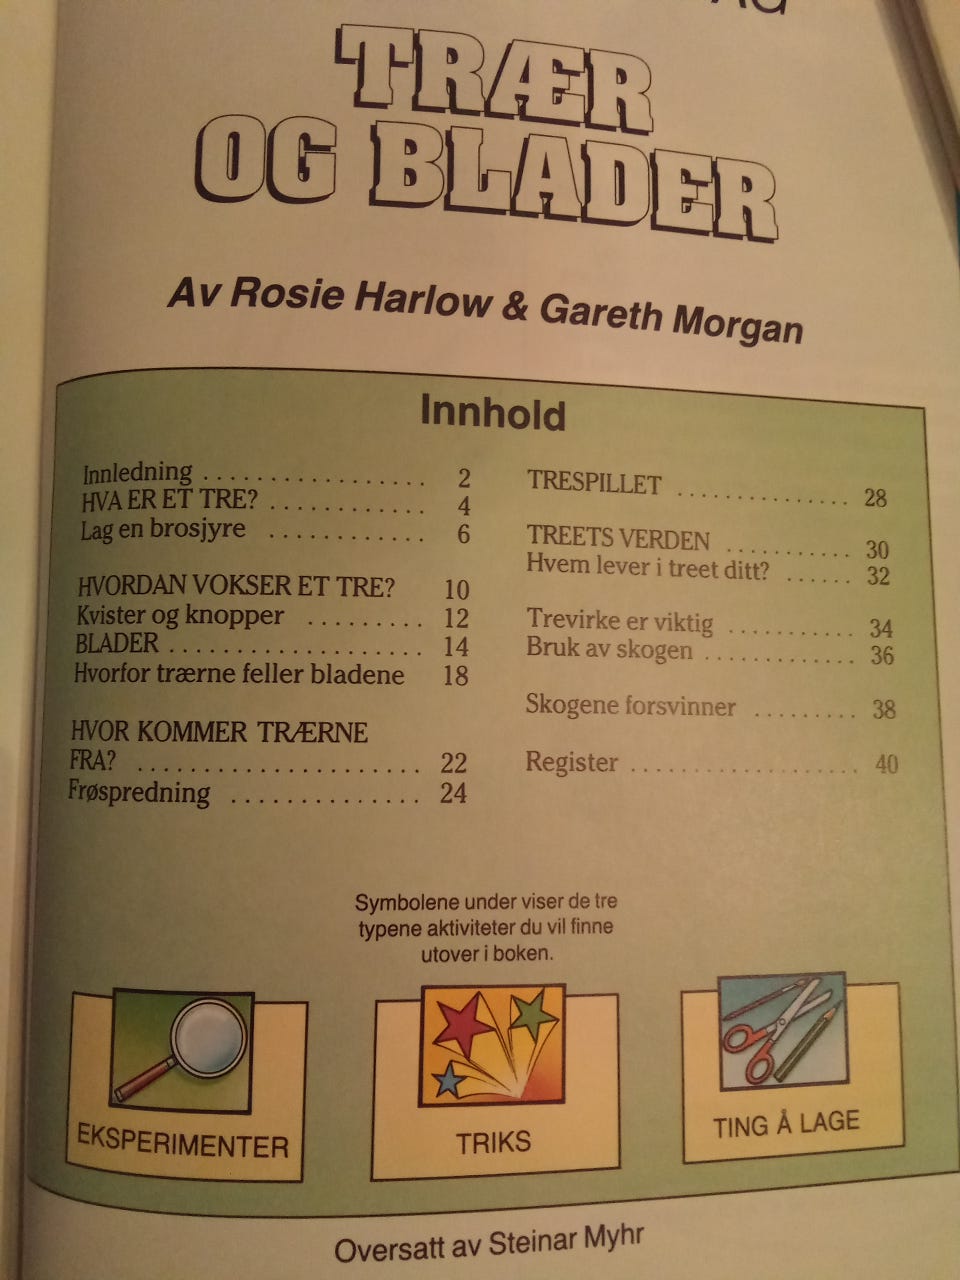 TRÆR
OG BLADER
Av Rosie Harlow & Gareth Morgan
Innhold
Innledning . . . . . . . . . . . . . . . . . 2
HVA ER ET TRE? . . . . . . . . . . . . 4
Lag en brosjyre . . . . . . . . . . . . 6
HVORDAN VOKSER ET TRE? 10
Kvister og knopper . . . . . . . . . 12
BLADER . . . . . . . . . . . . . . . . . . . 14
Hvorfor trærne feller bladene 18
HVOR KOMMER TRÆRNE
FRA? . . . . . . . . . . . . . . . . . . . . . . 22
Frøspredning . . . . . . . . . . . . . . . 24
TRESPILLET . . . . . . . . . . . . . 28
TREETS VERDEN . . . . . . . . . . 30
Hvem lever i treet ditt? . . . . . . 32
Trevirke er viktig . . . . . . . . . . 34
Bruk av skogen . . . . . . . . . . . . 36
Skogene forsvinner . . . . . . . . 38
Register . . . . . . . . . . . . . . . . . . 40
Symbolene under viser de tre
typene aktiviteter du vil finne
utover i boken.
EKSPERIMENTER
TRIKS
TING Å LAGE
Oversatt av Steinar Myhr